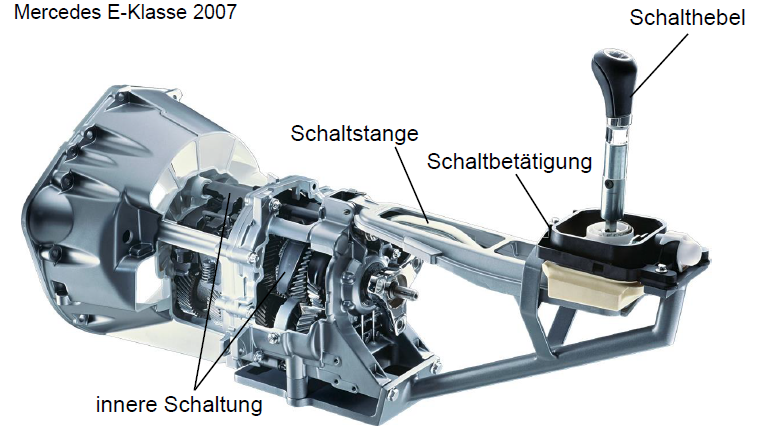 Mercedes E-Klasse 2007
Schalthebel
Schaltstange
Schaltbetätigung
innere Schaltung